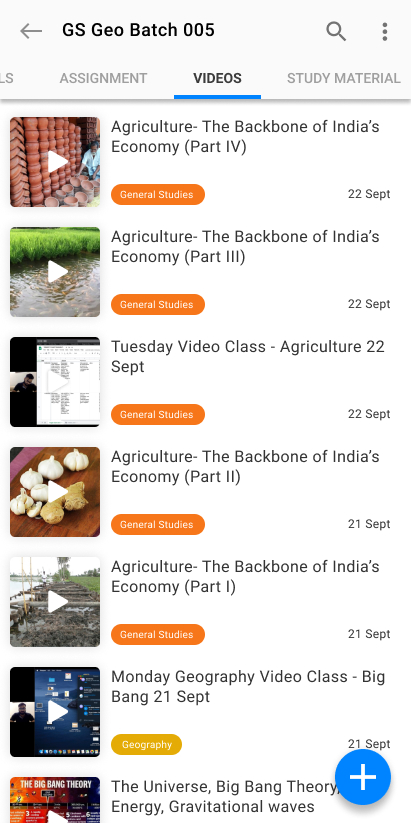 GS Geo Batch 005
LS ASSIGNMENT VIDEOS STUDY MATERIAL
Agriculture- The Backbone of India’s
Economy (Part IV)
General Studies 22 Sept
Agriculture- The Backbone of India’s
Economy (Part III)
General Studies 22 Sept
Tuesday Video Class - Agriculture 22
Sept
General Studies 22 Sept
Agriculture- The Backbone of India’s
Economy (Part II)
General Studies 21 Sept
Agriculture- The Backbone of India’s
Economy (Part I)
General Studies 21 Sept
Monday Geography Video Class - Big
Bang 21 Sept
Geography 21 Sept
THE BIG BANG THEORY
The Universe, Big Bang Theory,
Energy, Gravitational waves